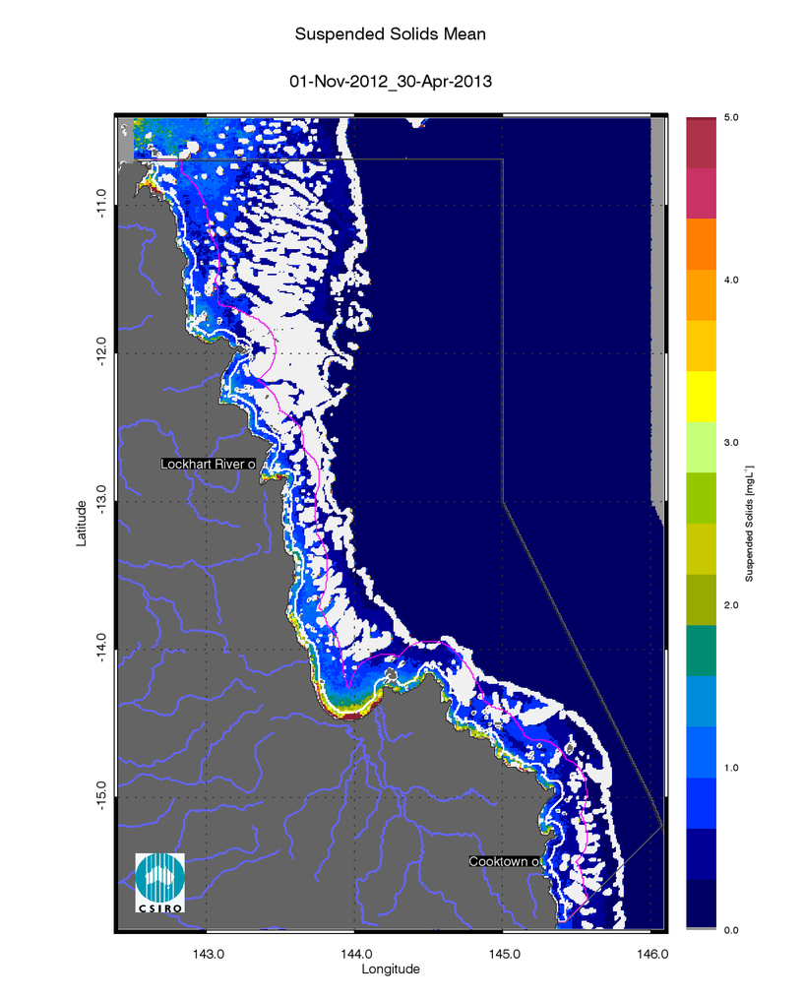 Suspended Solids Mean
01-Nov-2012_30-Apr-2013
5.0
-11.0
4.0
-12.0
3.0
Lockhart River o
Suspended Solids [mgL⁻¹]
-13.0
Latitude
2.0
-14.0
1.0
-15.0
Cooktown o
CSIRO
0.0
143.0 144.0 145.0 146.0
Longitude